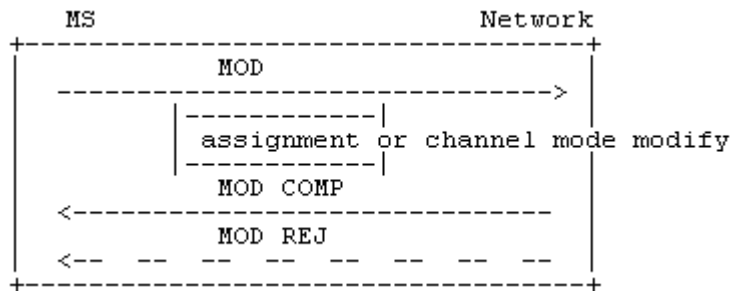 MS Network
MOD
assignment or channel mode modify
MOD COMP
MOD REJ